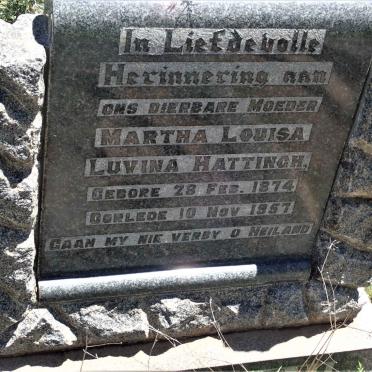 In Liefdevolle
Herinnering aan
ons dierbare Moeder
Martha Louisa
Luvina Hattingh,
Gebore 28 Feb. 1874
Oorlede 10 Nov 1957
Gaan my nie verby o Heiland